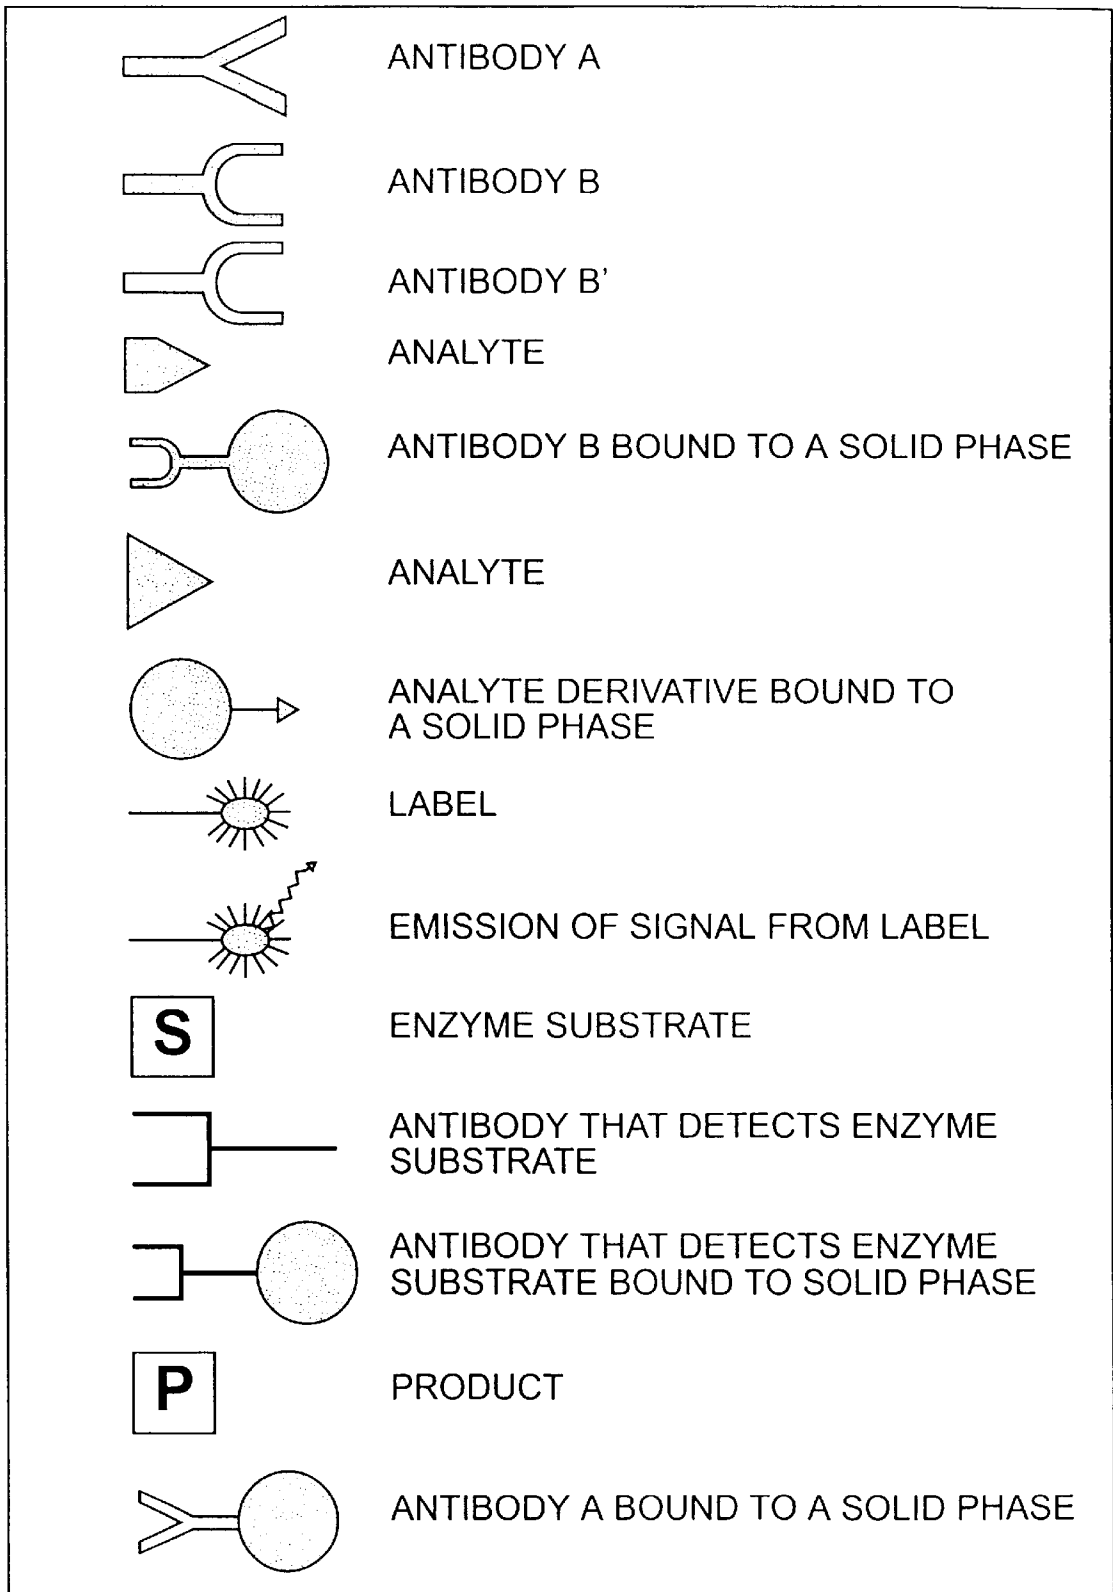 ANTIBODY A
ANTIBODY B
ANTIBODY B'
ANALYTE
ANTIBODY B BOUND TO A SOLID PHASE
ANALYTE
ANALYTE DERIVATIVE BOUND TO
A SOLID PHASE
LABEL
EMISSION OF SIGNAL FROM LABEL
S
ENZYME SUBSTRATE
ANTIBODY THAT DETECTS ENZYME
SUBSTRATE
ANTIBODY THAT DETECTS ENZYME
SUBSTRATE BOUND TO SOLID PHASE
P
PRODUCT
ANTIBODY A BOUND TO A SOLID PHASE